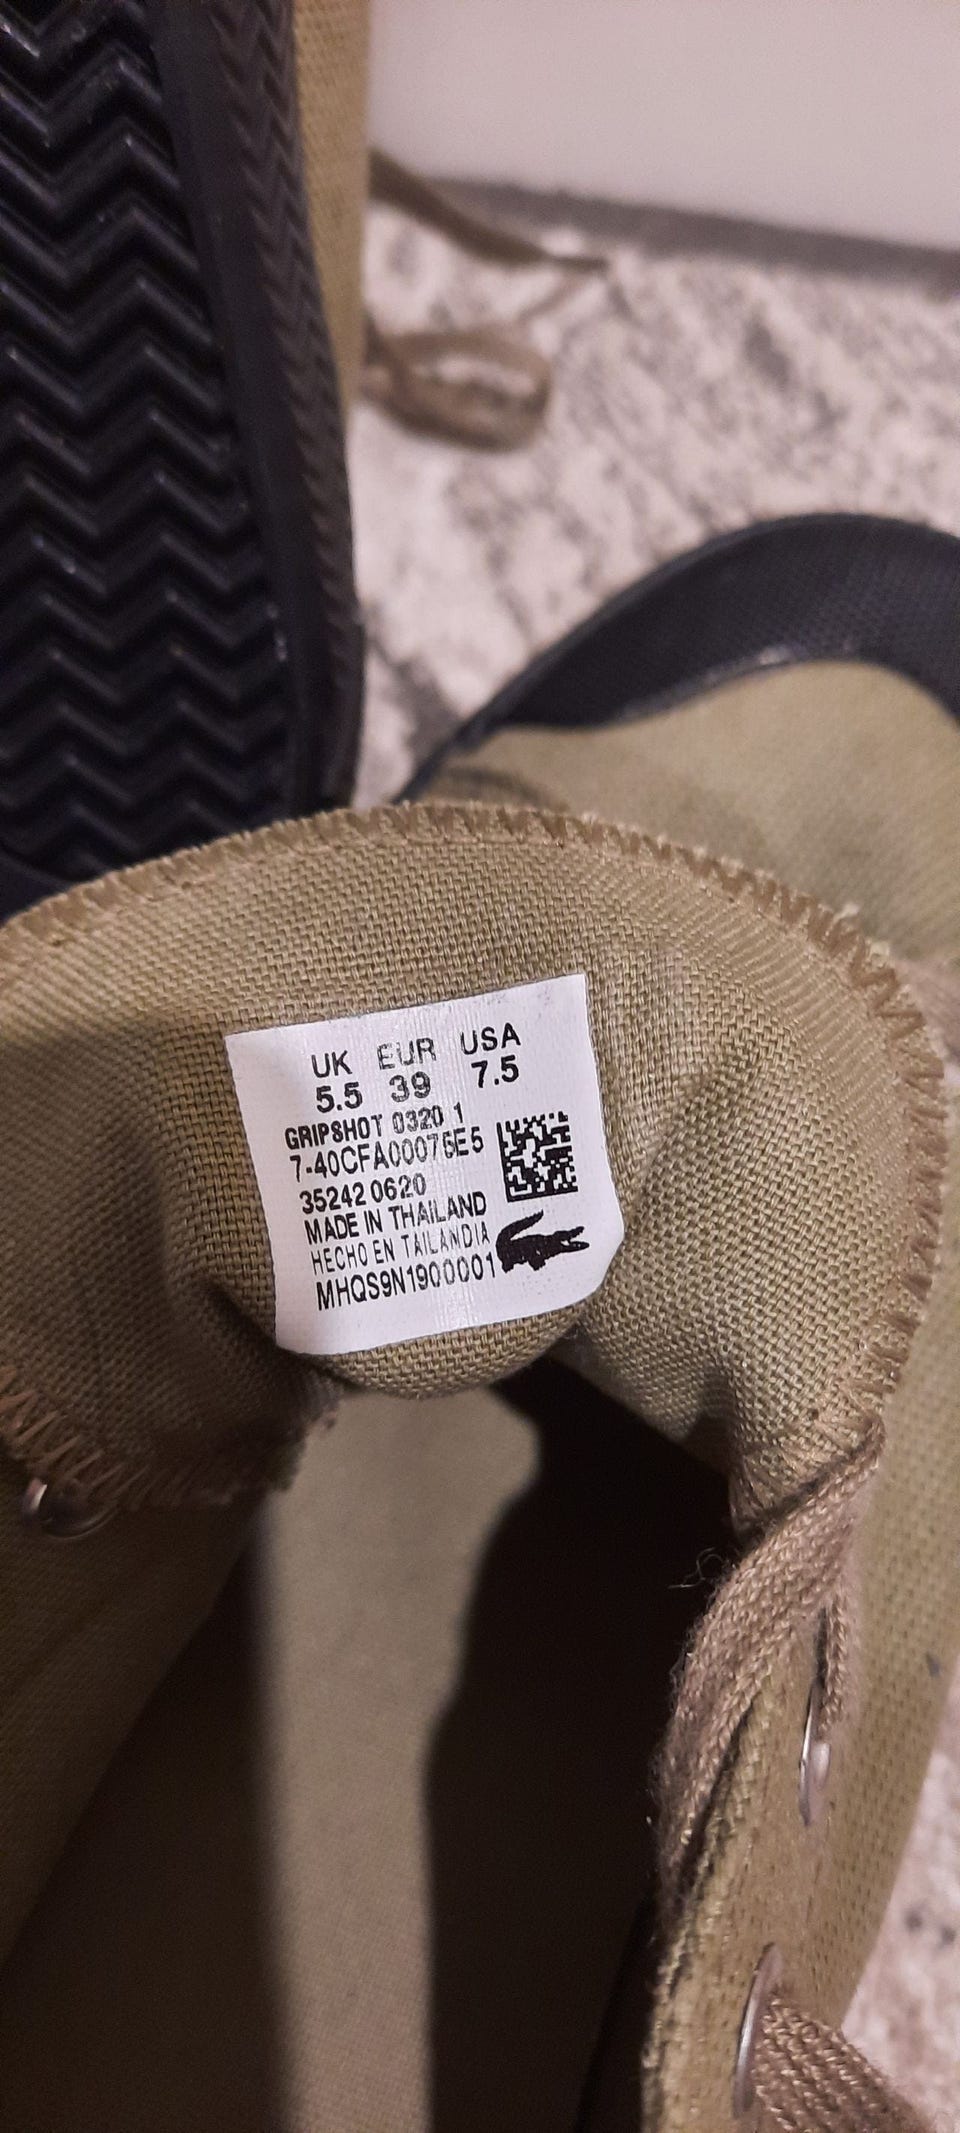 UK EUR USA
5.5 39 7.5
GRIPSHOT 0320 1
7-40CFA00075E5
35242 0620
MADE IN THAILAND
HECHO EN TAILANDIA
MHQS9N1900001